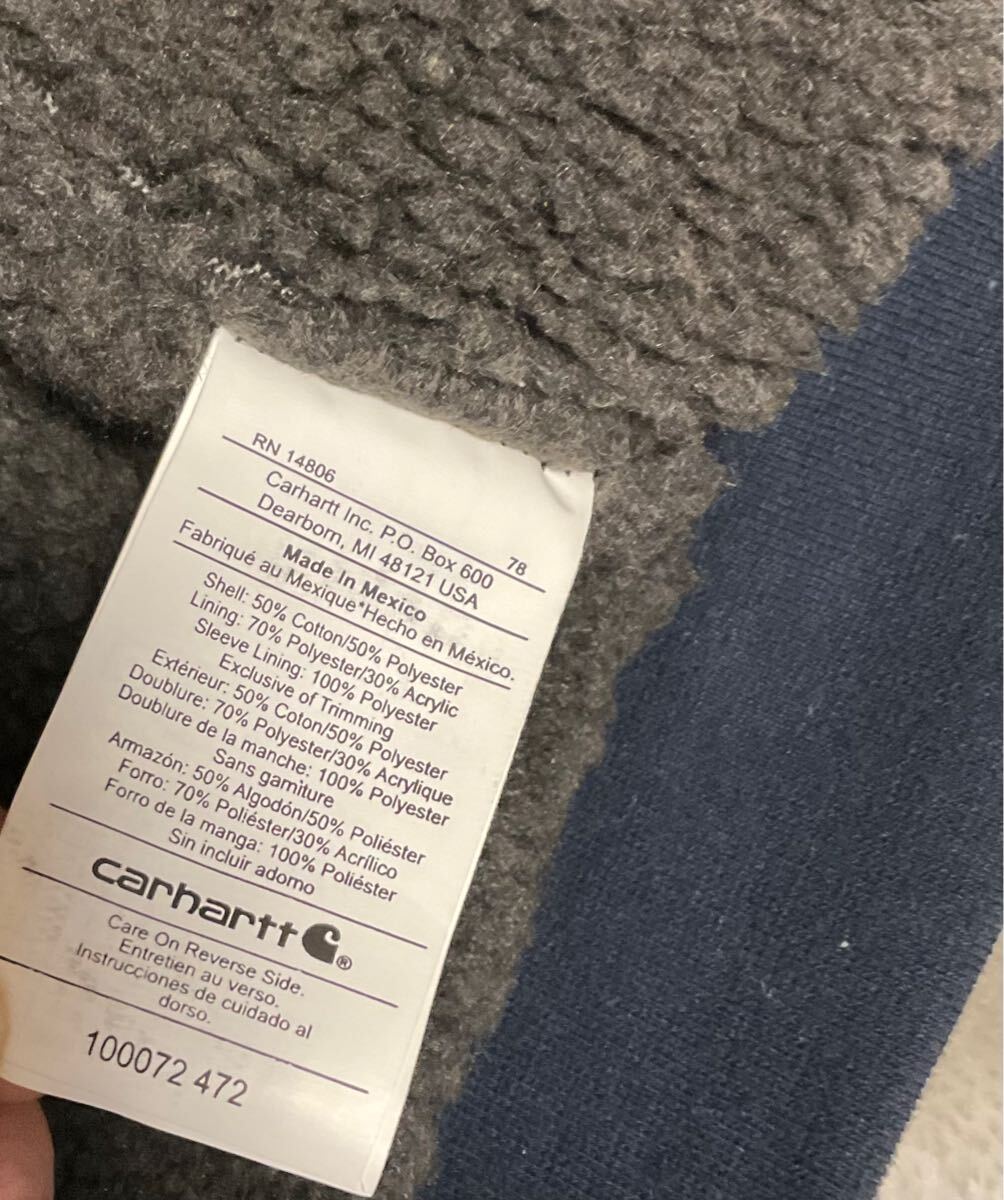 RN 14806 78
Carhartt Inc. P.O. Box 600
Dearborn, MI 48121 USA
Made In Mexico
Fabriqué au Mexique*Hecho en México.
Shell: 50% Cotton/50% Polyester
Lining: 70% Polyester/30% Acrylic
Sleeve Lining: 100% Polyester
Exclusive of Trimming
Extérieur: 50% Coton/50% Polyester
Doublure: 70% Polyester/30% Acrylique
Doublure de la manche: 100% Polyester
Sans garniture
Armazón: 50% Algodón/50% Poliéster
Forro: 70% Poliéster/30% Acrílico
Forro de la manga: 100% Poliéster
Sin incluir adorno
carhartt ®
Care On Reverse Side.
Entretien au verso.
Instrucciones de cuidado al
dorso.
100072 472